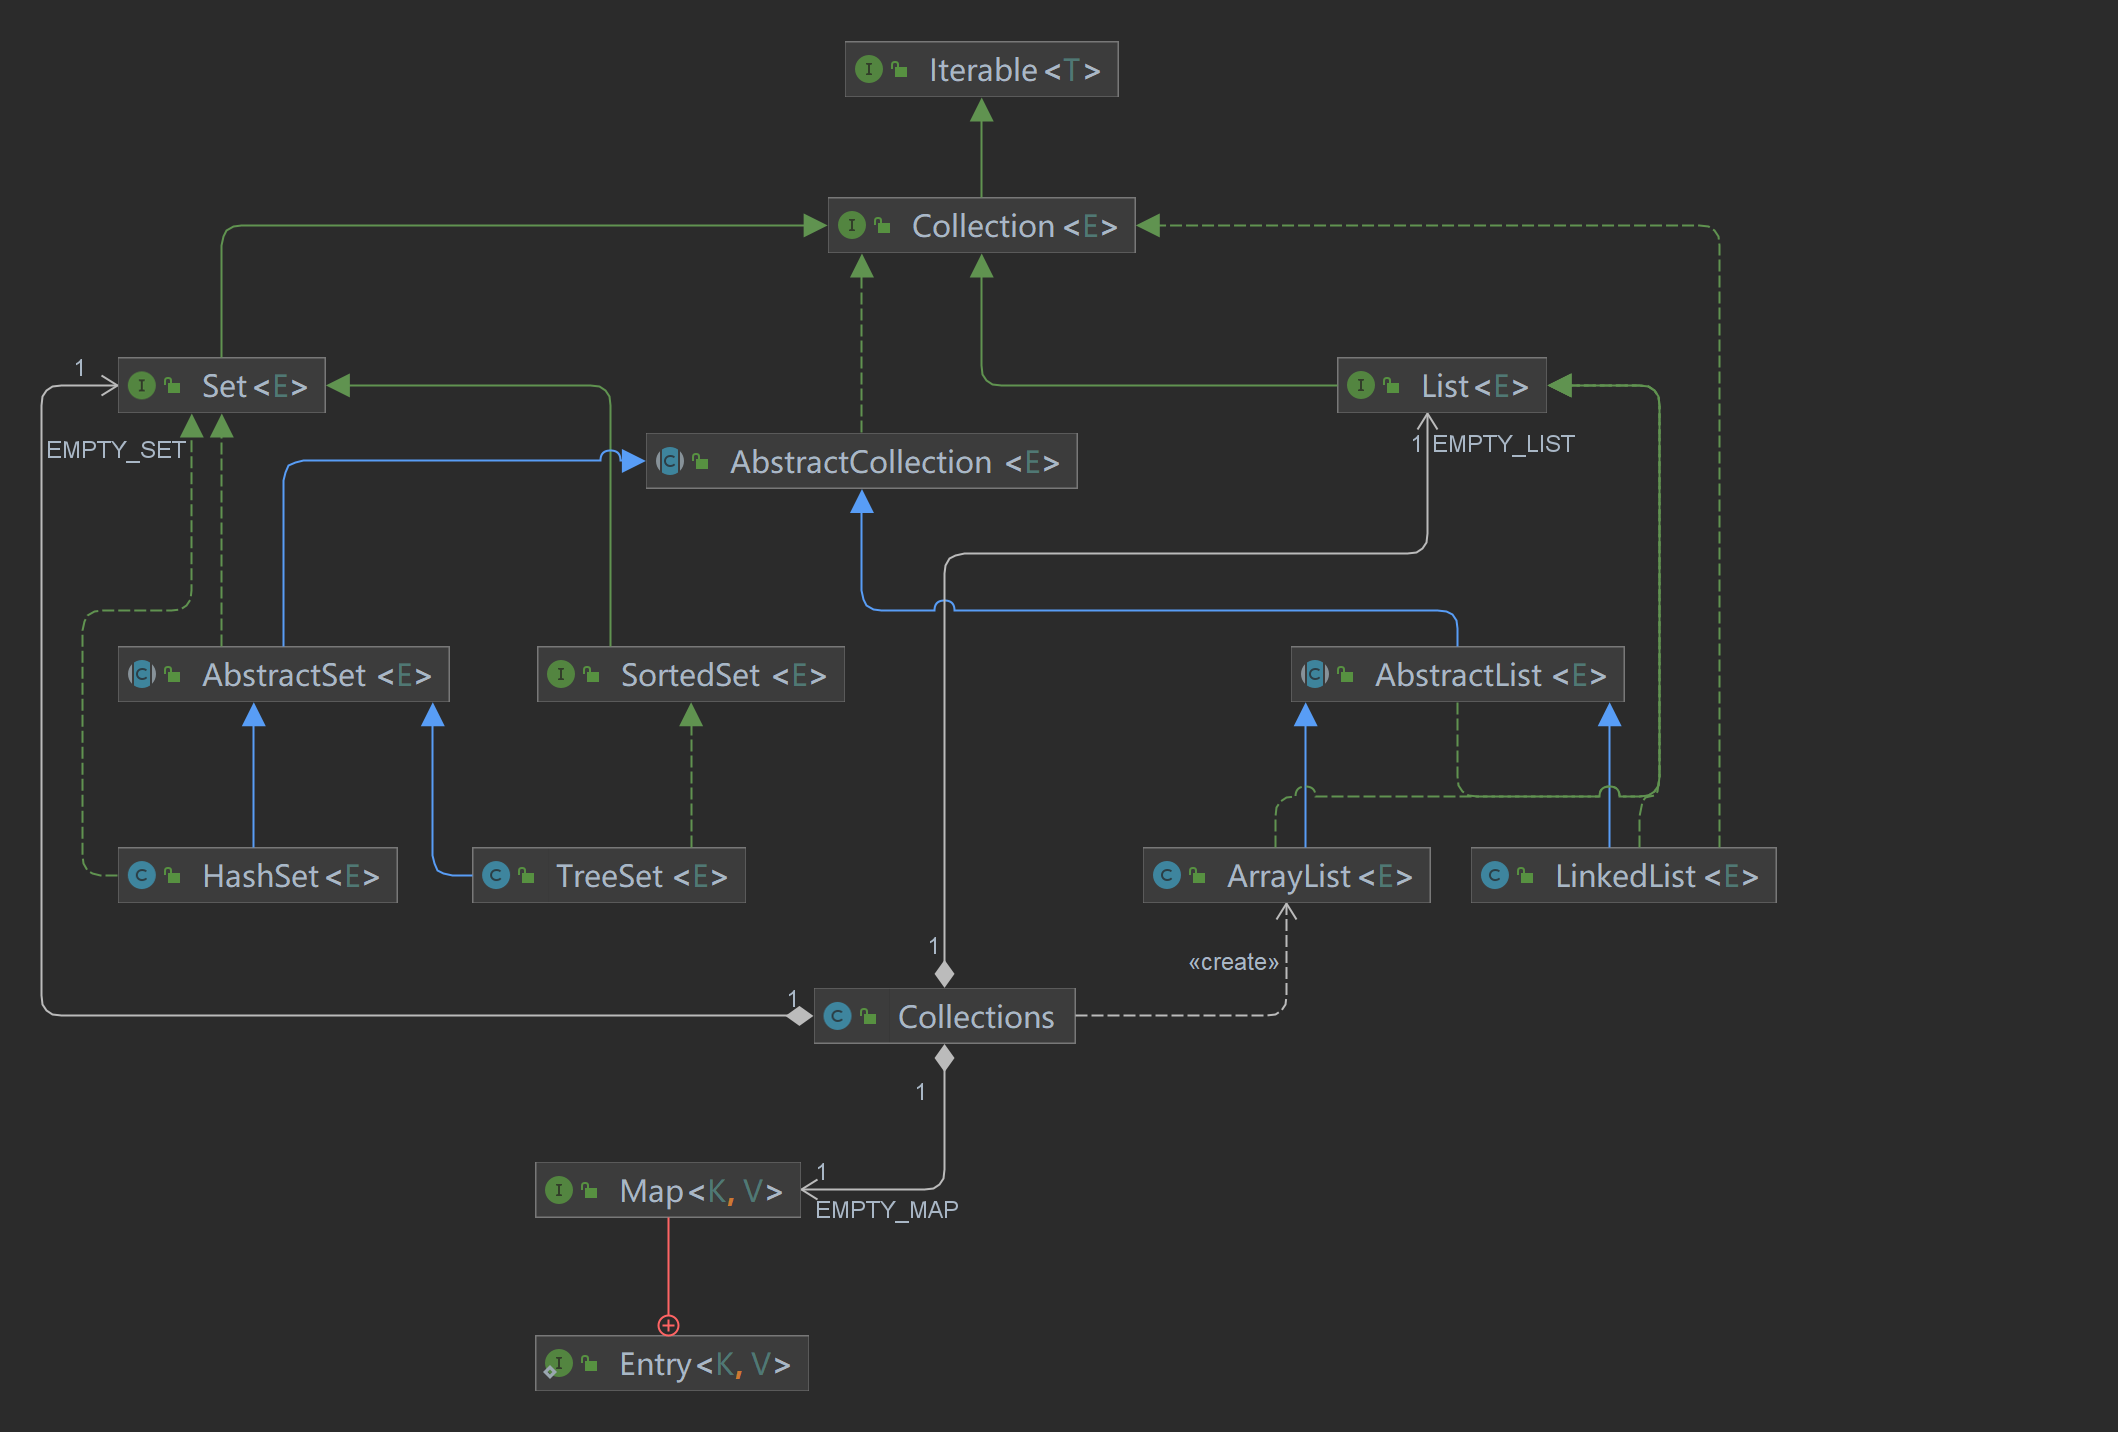 Iterable<T>
Collection<E>
1
Set<E>
List<E>
EMPTY_SET
1
EMPTY_LIST
AbstractCollection <E>
AbstractSet <E>
SortedSet <E>
AbstractList <E>
HashSet<E>
TreeSet <E>
ArrayList<E>
LinkedList<E>
1
«create»
1
Collections
1
1
Map<K, V>
EMPTY_MAP
Entry<K, V>